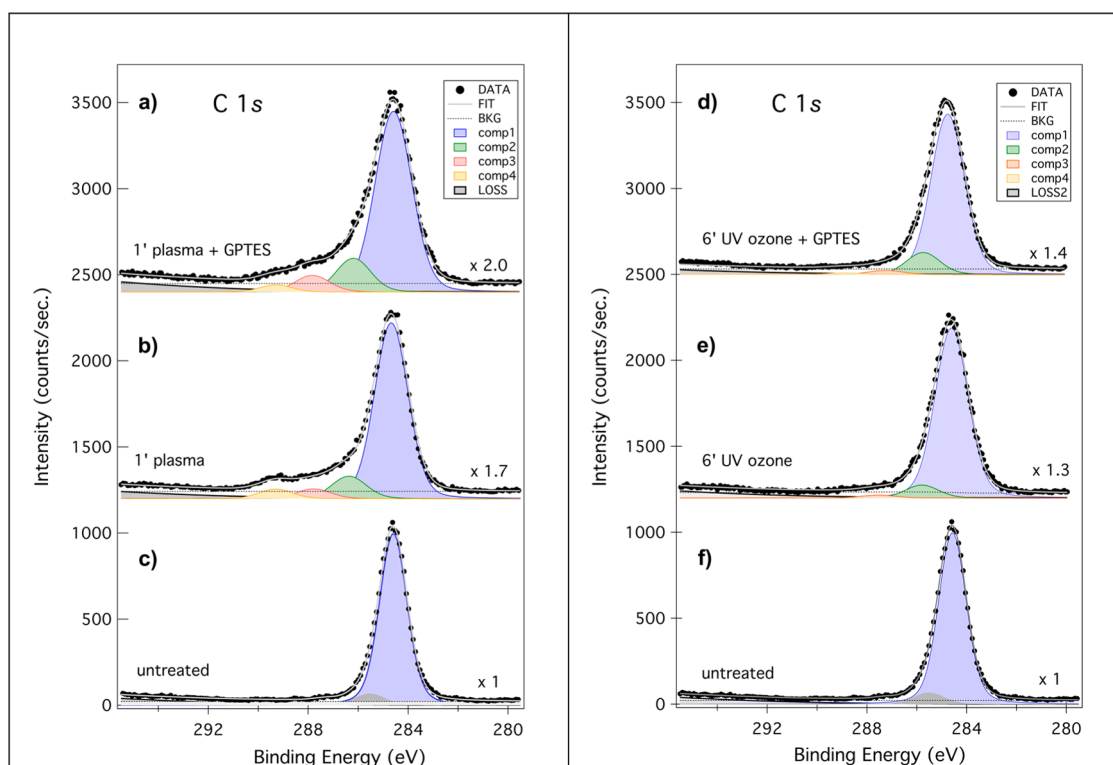 a)
C 1s
DATA
FIT
BKG
comp1
comp2
comp3
comp4
LOSS
1' plasma + GPTES
x 2.0
b)
1' plasma
x 1.7
c)
untreated
x 1
3500
3000
2500
2000
1500
1000
500
0
Intensity (counts/sec.)
292
288
284
280
Binding Energy (eV)
d)
C 1s
DATA
FIT
BKG
comp1
comp2
comp3
comp4
LOSS2
6' UV ozone + GPTES
x 1.4
e)
6' UV ozone
x 1.3
f)
untreated
x 1
3500
3000
2500
2000
1500
1000
500
0
Intensity (counts/sec.)
292
288
284
280
Binding Energy (eV)